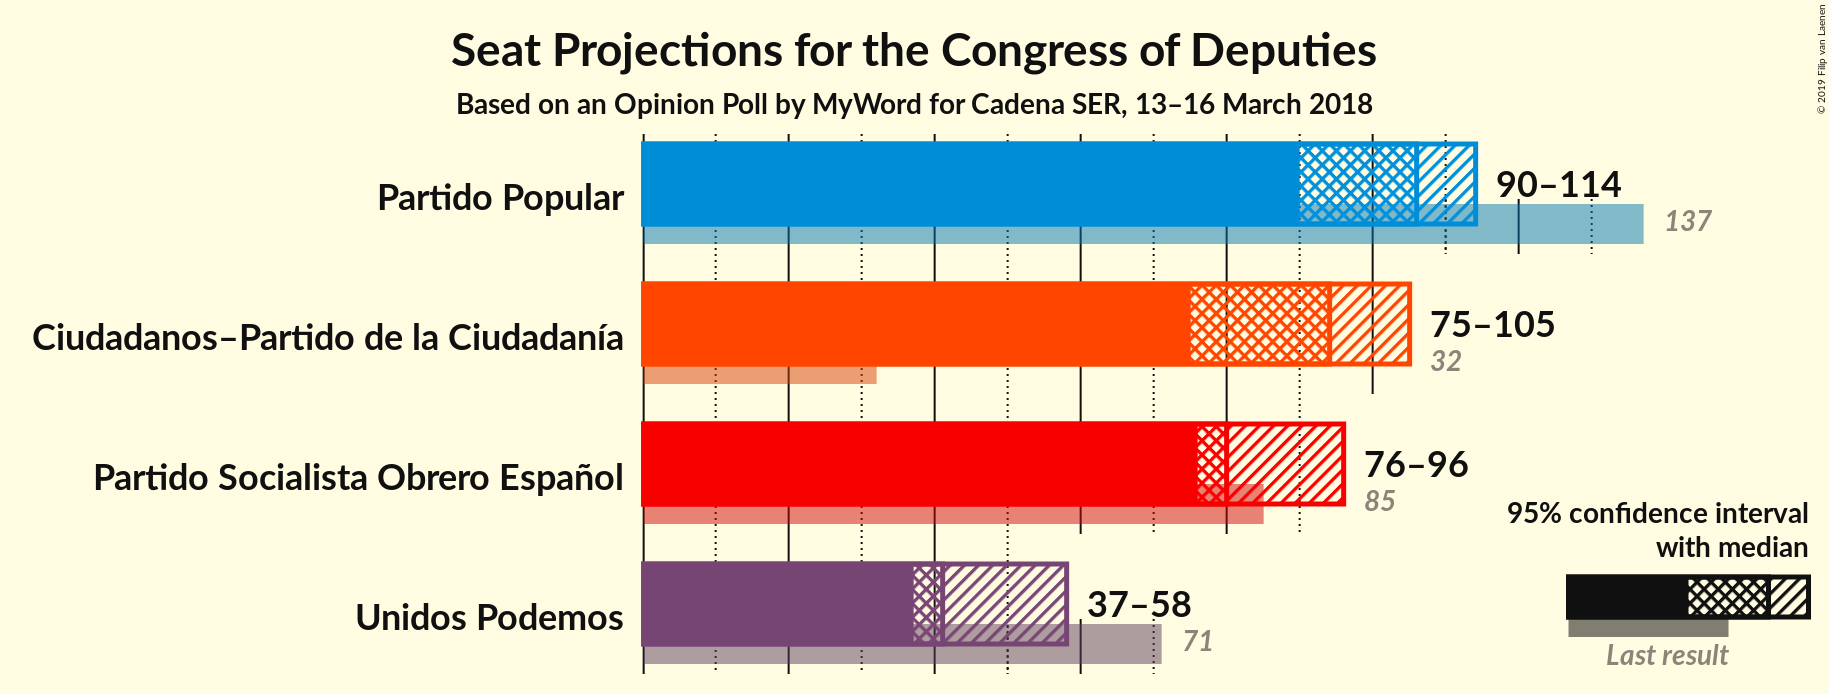 Seat Projections for the Congress of Deputies
Based on an Opinion Poll by MyWord for Cadena SER, 13–16 March 2018
© 2019 Filip van Laenen
Partido Popular
90–114
137
Ciudadanos–Partido de la Ciudadanía
75–105
32
Partido Socialista Obrero Español
76–96
85
Unidos Podemos
37–58
71
95% confidence interval
with median
Last result